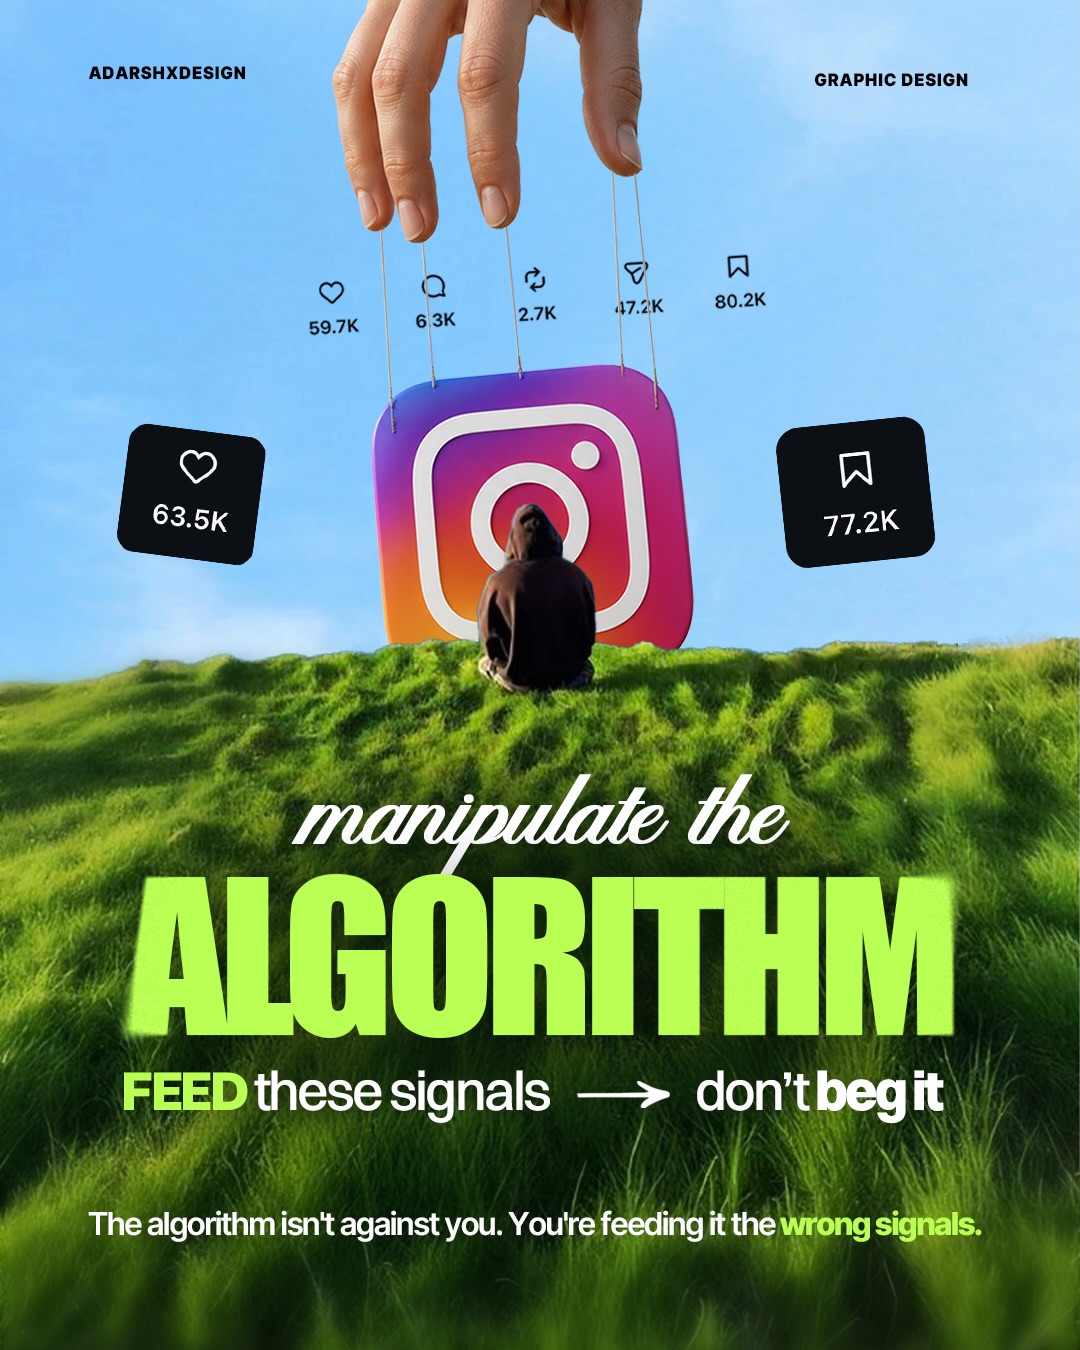 ADARSHXDESIGN
GRAPHIC DESIGN
59.7K 6.3K 2.7K 47.2K 80.2K
63.5K
77.2K
manipulate the
ALGORITHM
FEED these signals → don't beg it
The algorithm isn't against you. You're feeding it the wrong signals.